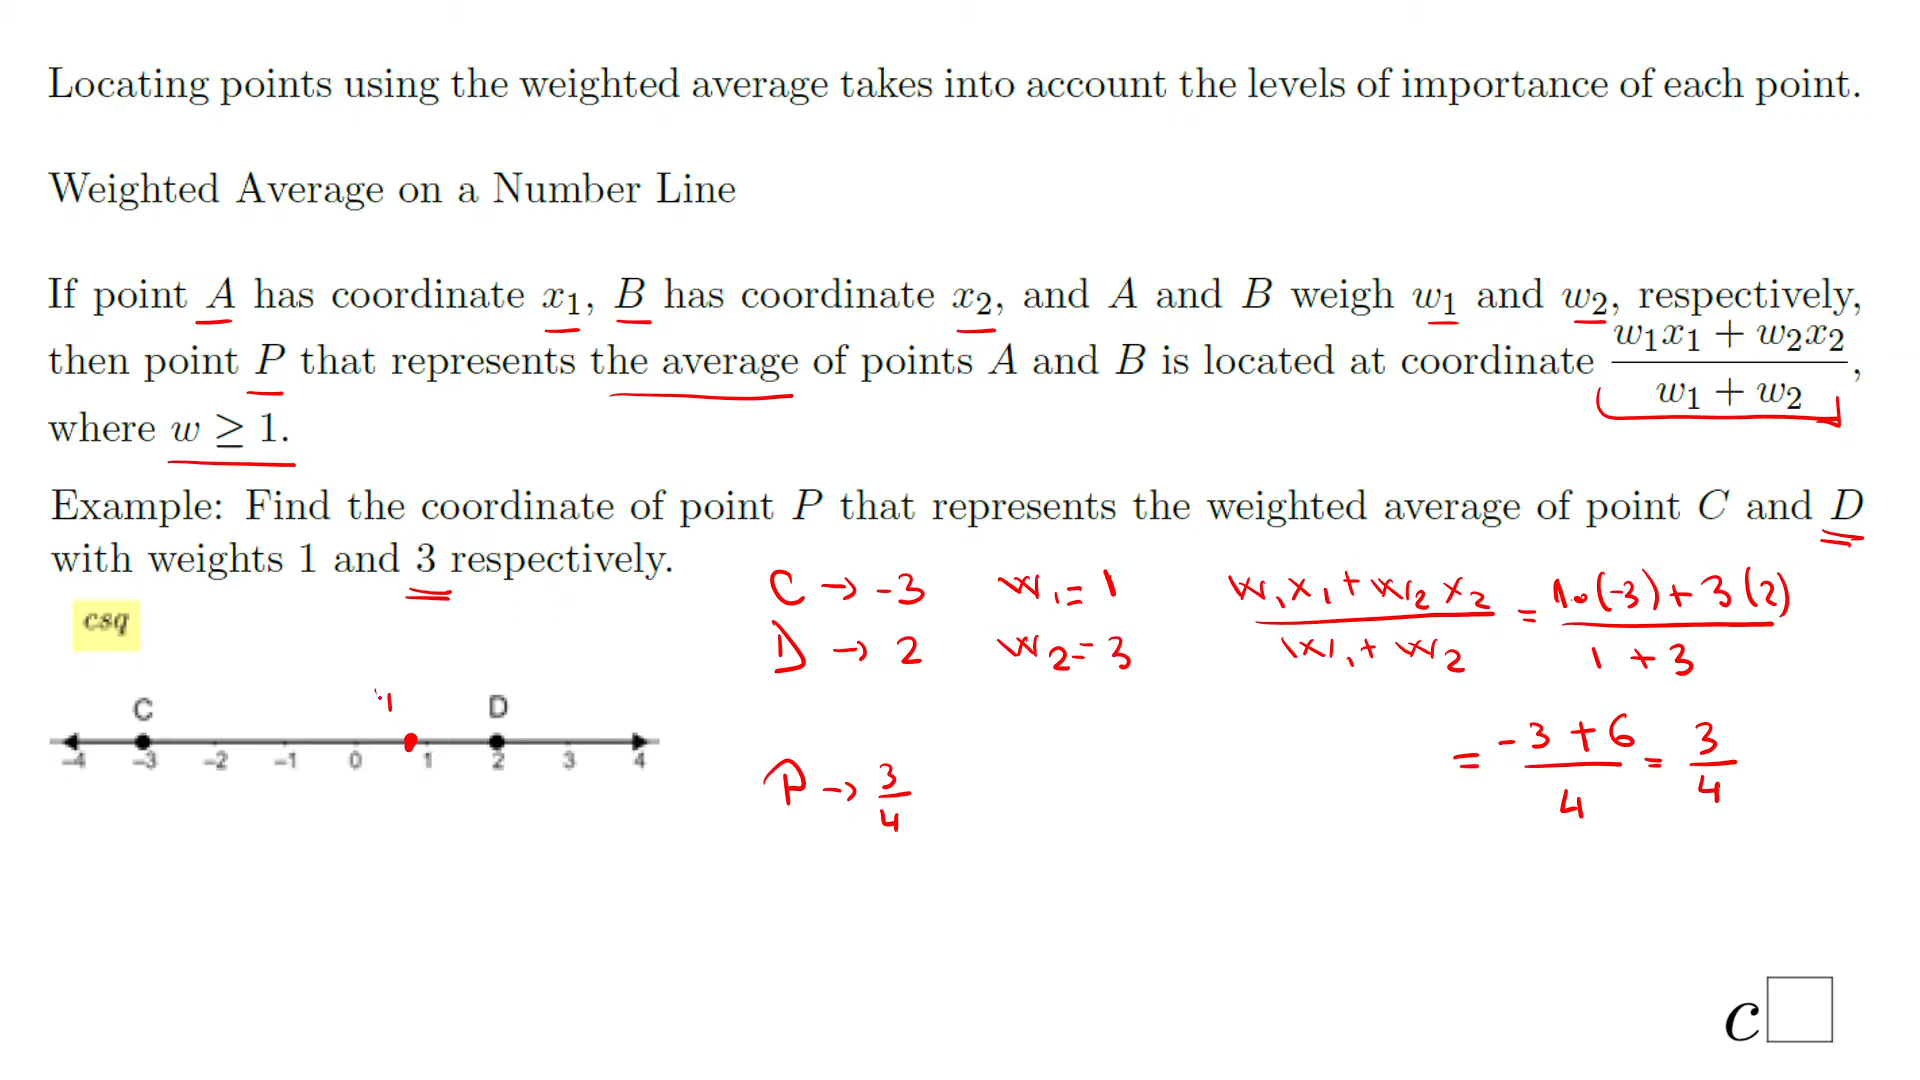 Locating points using the weighted average takes into account the levels of importance of each point.
Weighted Average on a Number Line
If point A has coordinate x₁, B has coordinate x₂, and A and B weigh w₁ and w₂, respectively,
then point P that represents the average of points A and B is located at coordinate (w₁x₁ + w₂x₂)/(w₁ + w₂),
where w ≥ 1.
Example: Find the coordinate of point P that represents the weighted average of point C and D
with weights 1 and 3 respectively.
C → -3 w₁ = 1 (w₁x₁ + w₂x₂)/(w₁ + w₂) = (1·(-3) + 3(2))/(1 + 3)
D → 2 w₂ = 3
csq
C D
-4 -3 -2 -1 0 1 2 3 4
= (-3 + 6)/4 = 3/4
P → 3/4
c